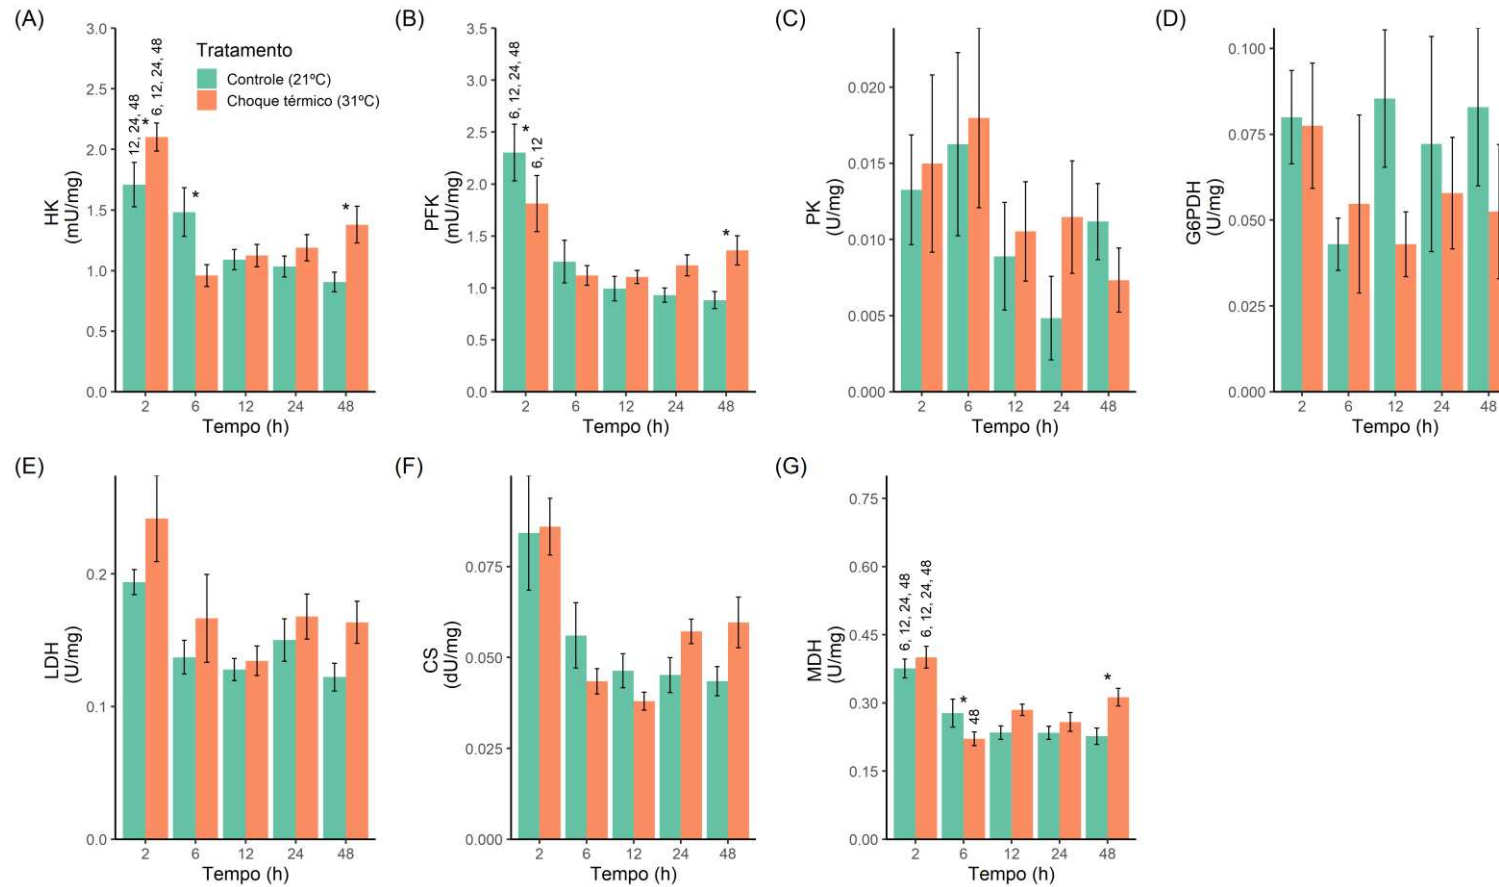 (A)
3.0
2.5
2.0
1.5
1.0
0.5
0.0
HK
(mU/mg)
12, 24, 48
*
6, 12, 24, 48
*
*
Tratamento
Controle (21ºC)
Choque térmico (31ºC)
2 6 12 24 48
Tempo (h)
(B)
3.5
3.0
2.5
2.0
1.5
1.0
0.5
0.0
PFK
(mU/mg)
6, 12, 24, 48
*
6, 12
*
2 6 12 24 48
Tempo (h)
(C)
0.020
0.015
0.010
0.005
0.000
PK
(U/mg)
2 6 12 24 48
Tempo (h)
(D)
0.100
0.075
0.050
0.025
0.000
G6PDH
(U/mg)
2 6 12 24 48
Tempo (h)
(E)
0.2
0.1
0.0
LDH
(U/mg)
2 6 12 24 48
Tempo (h)
(F)
0.075
0.050
0.025
0.000
CS
(dU/mg)
2 6 12 24 48
Tempo (h)
(G)
0.75
0.60
0.45
0.30
0.15
0.00
MDH
(U/mg)
6, 12, 24, 48
6, 12, 24, 48
*
48
*
2 6 12 24 48
Tempo (h)